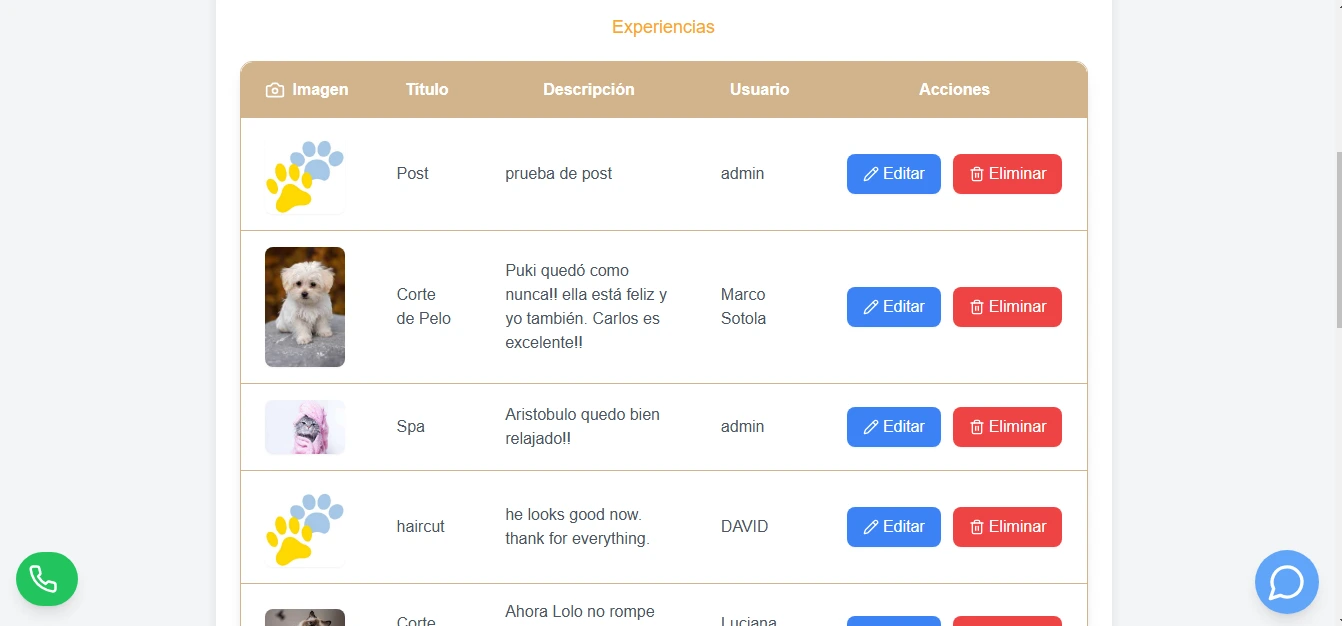 Experiencias
Imagen Título Descripción Usuario Acciones
Post prueba de post admin Editar Eliminar
Puki quedó como
nunca!! ella está feliz y
yo también. Carlos es
excelente!!
Corte
de Pelo
Marco
Sotola
Editar Eliminar
Aristobulo quedo bien
relajado!!
Spa admin Editar Eliminar
he looks good now.
thank for everything.
haircut DAVID Editar Eliminar
Ahora Lolo no rompe
Corte Luciana